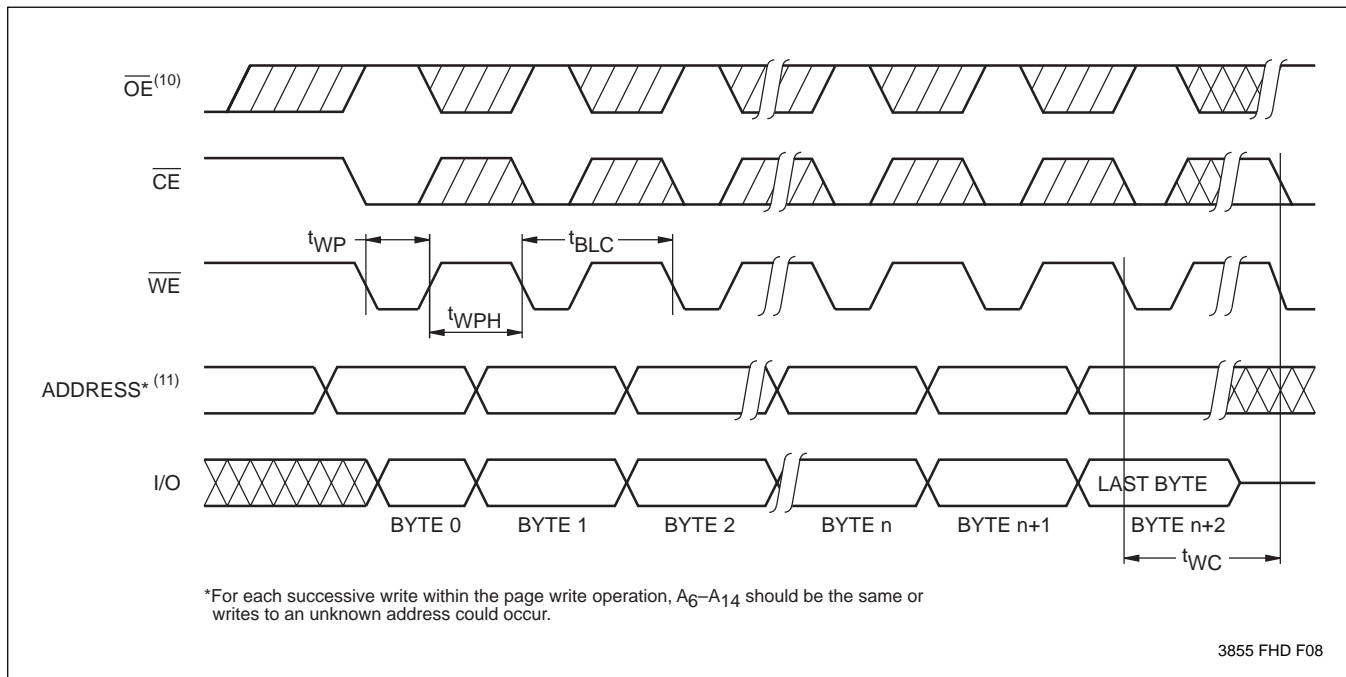 OE(10)
CE
tWP
tBLC
WE
tWPH
ADDRESS* (11)
I/O
LAST BYTE
BYTE 0 BYTE 1 BYTE 2 BYTE n BYTE n+1 BYTE n+2
tWC
*For each successive write within the page write operation, A6–A14 should be the same or
writes to an unknown address could occur.
3855 FHD F08